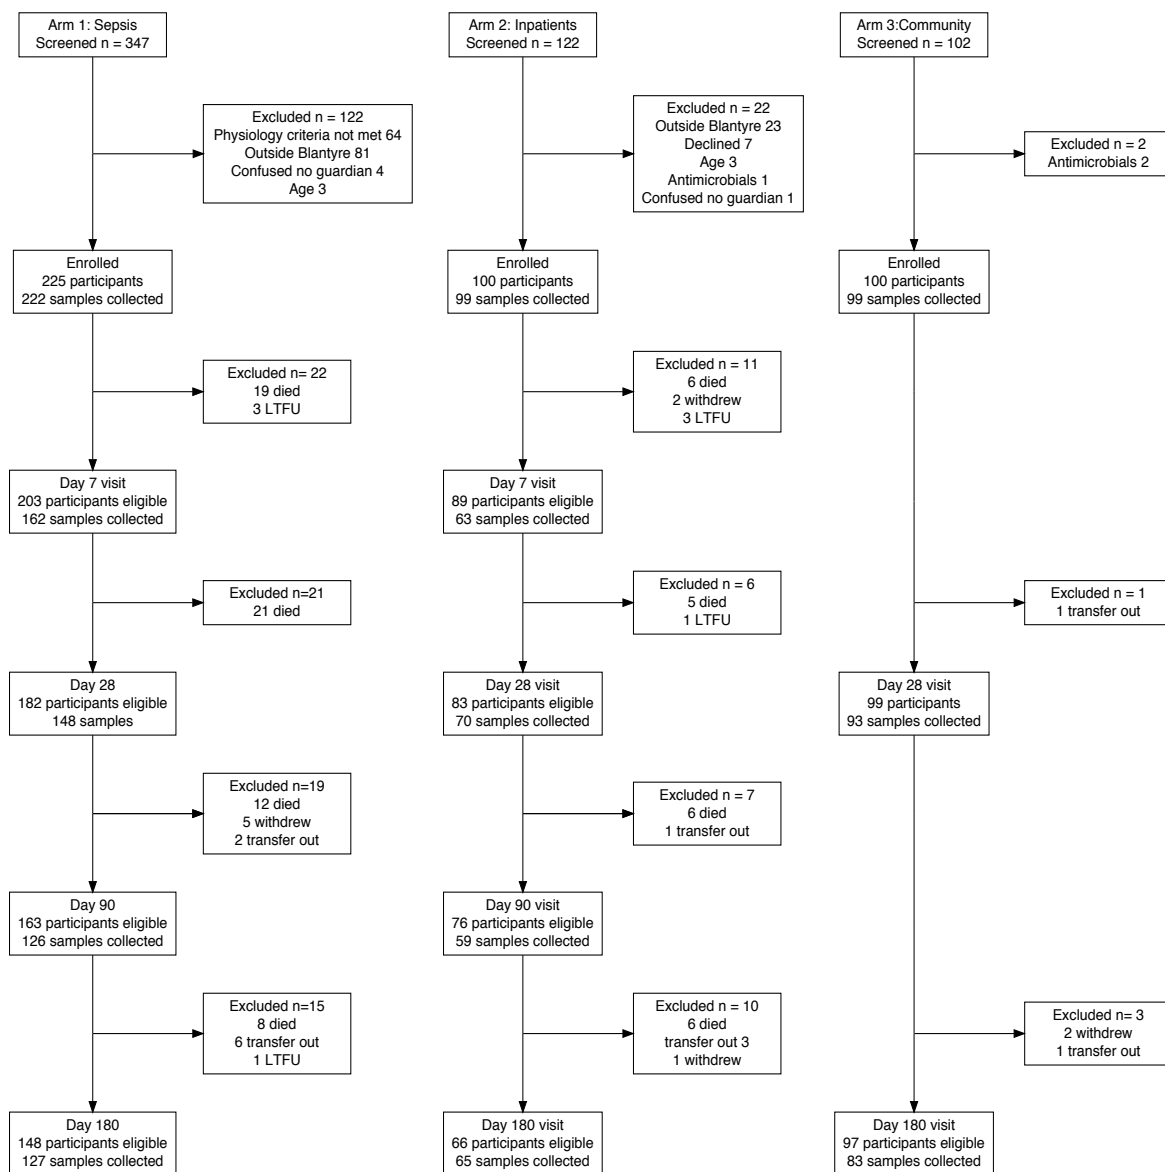 Arm 1: Sepsis
Screened n = 347
Excluded n = 122
Physiology criteria not met 64
Outside Blantyre 81
Confused no guardian 4
Age 3
Enrolled
225 participants
222 samples collected
Excluded n= 22
19 died
3 LTFU
Day 7 visit
203 participants eligible
162 samples collected
Excluded n=21
21 died
Day 28
182 participants eligible
148 samples
Excluded n=19
12 died
5 withdrew
2 transfer out
Day 90
163 participants eligible
126 samples collected
Excluded n=15
8 died
6 transfer out
1 LTFU
Day 180
148 participants eligible
127 samples collected
Arm 2: Inpatients
Screened n = 122
Excluded n = 22
Outside Blantyre 23
Declined 7
Age 3
Antimicrobials 1
Confused no guardian 1
Enrolled
100 participants
99 samples collected
Excluded n = 11
6 died
2 withdrew
3 LTFU
Day 7 visit
89 participants eligible
63 samples collected
Excluded n = 6
5 died
1 LTFU
Day 28 visit
83 participants eligible
70 samples collected
Excluded n = 7
6 died
1 transfer out
Day 90 visit
76 participants eligible
59 samples collected
Excluded n = 10
6 died
transfer out 3
1 withdrew
Day 180 visit
66 participants eligible
65 samples collected
Arm 3:Community
Screened n = 102
Excluded n = 2
Antimicrobials 2
Enrolled
100 participants
99 samples collected
Excluded n = 1
1 transfer out
Day 28 visit
99 participants
93 samples collected
Excluded n= 3
2 withdrew
1 transfer out
Day 180 visit
97 participants eligible
83 samples collected